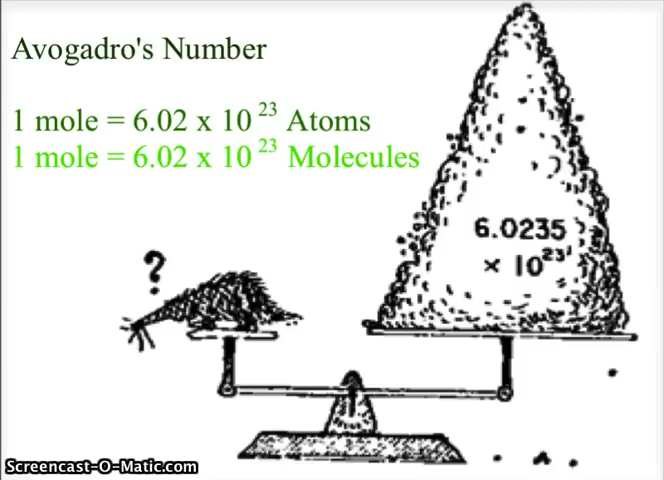 Avogadro's Number
1 mole = 6.02 x 10 23 Atoms
1 mole = 6.02 x 10 23 Molecules
?
6.0235
x 10 23
Screencast-O-Matic.com